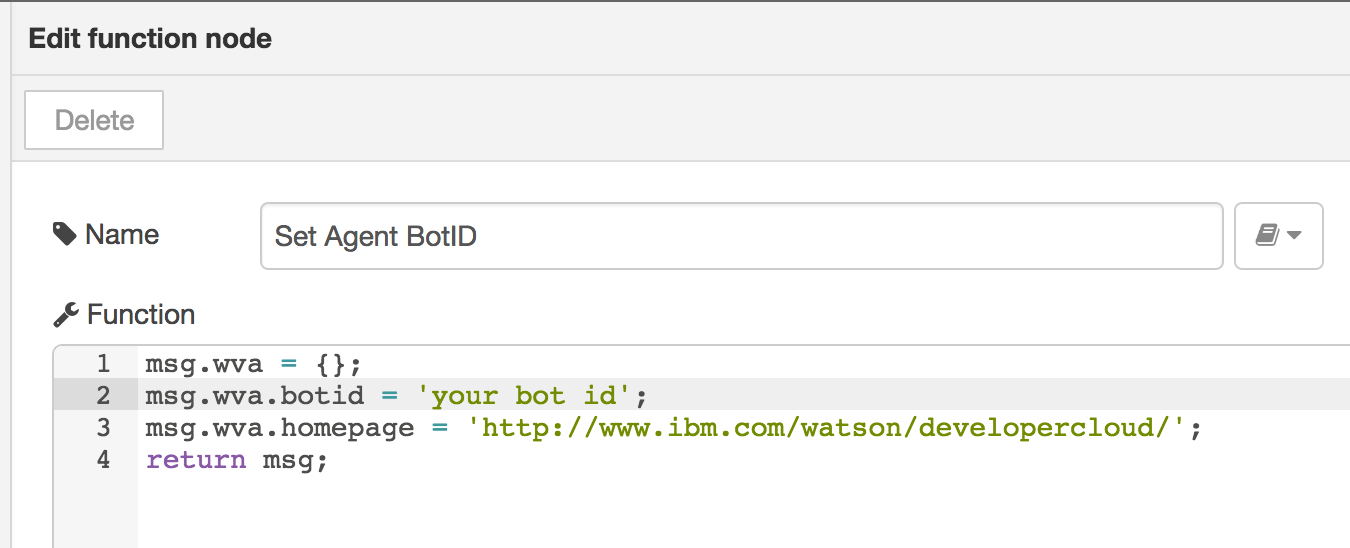 Edit function node
Delete
Name
Set Agent BotID
Function
1 msg.wva = {};
2 msg.wva.botid = 'your bot id';
3 msg.wva.homepage = 'http://www.ibm.com/watson/developercloud/';
4 return msg;